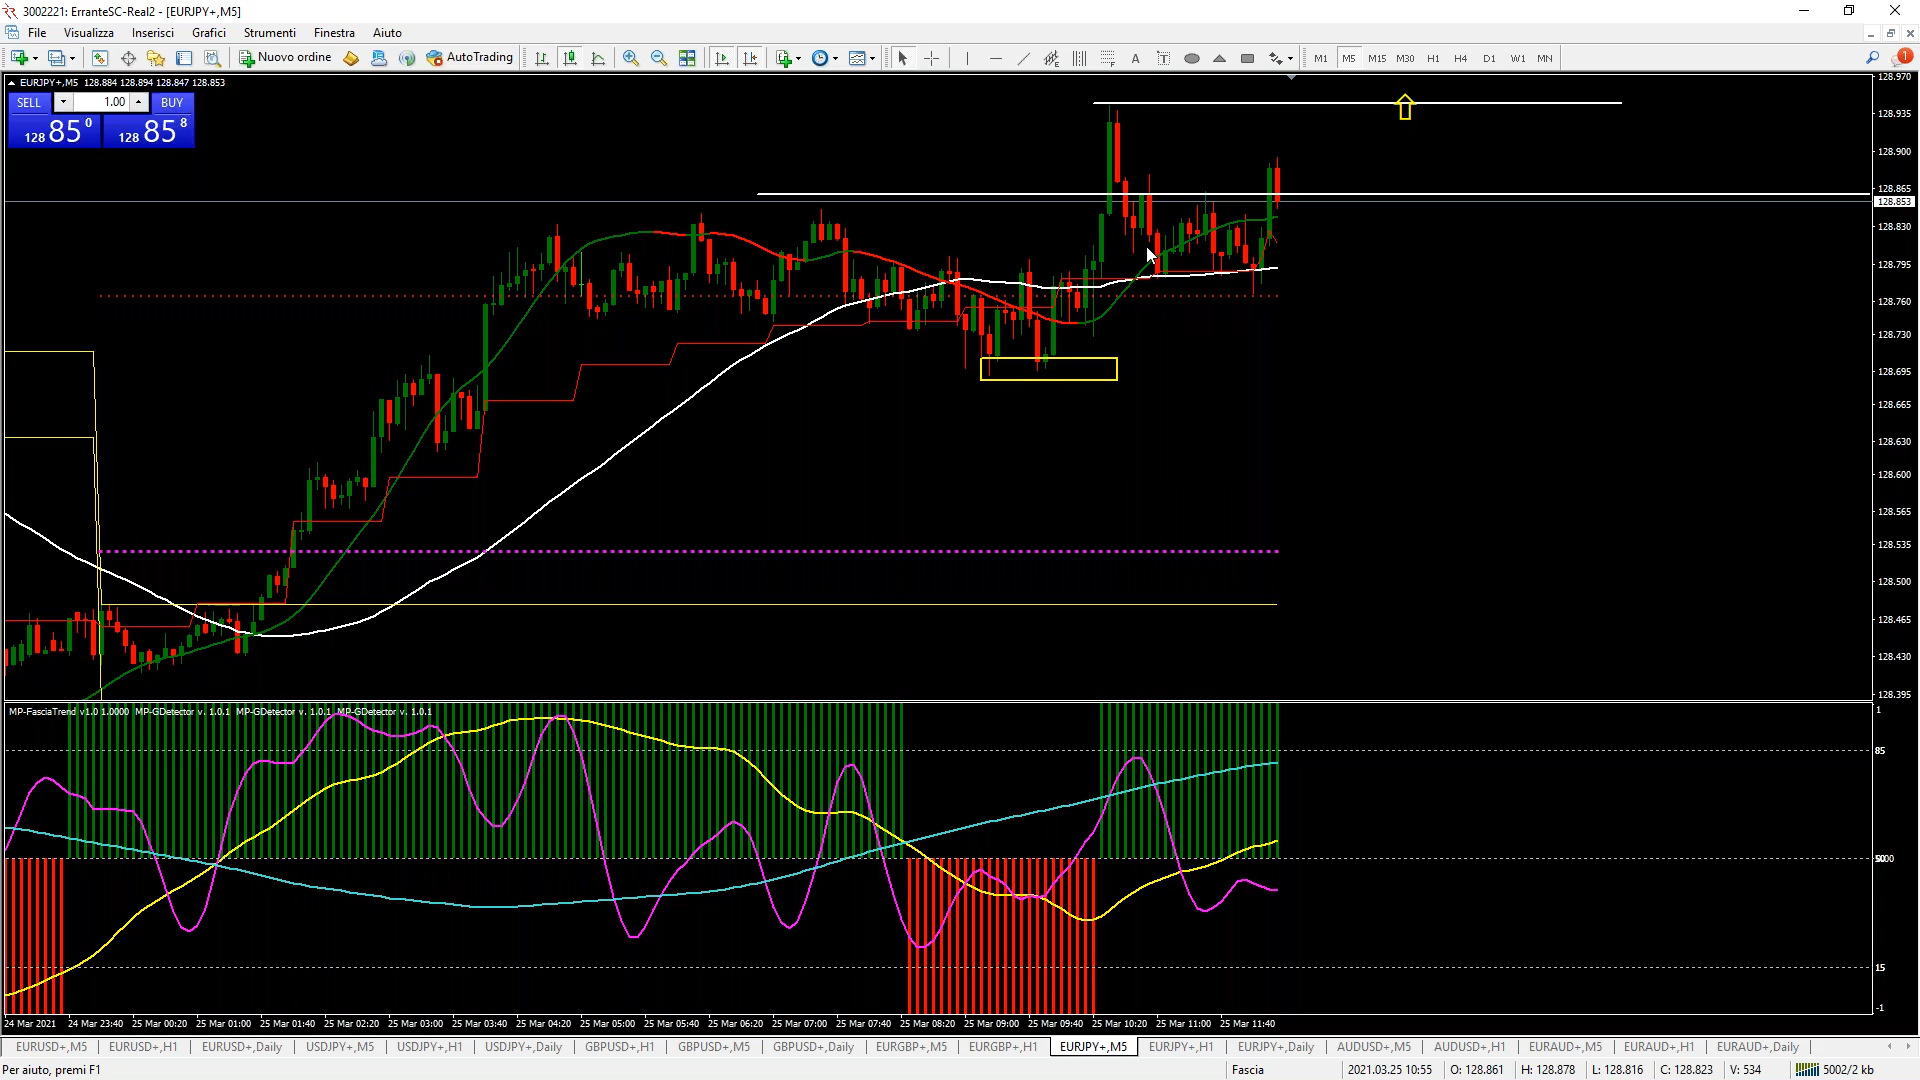 3002221: ErranteSC-Real2 - [EURJPY+,M5]
File Visualizza Inserisci Grafici Strumenti Finestra Aiuto
Nuovo ordine AutoTrading A T M1 M5 M15 M30 H1 H4 D1 W1 MN 1
EURJPY+,M5 128.884 128.894 128.847 128.853
SELL 1.00 BUY
128 85 0 128 85 8
128.970
128.935
128.900
128.865
128.853
128.830
128.795
128.760
128.730
128.695
128.665
128.630
128.600
128.565
128.535
128.500
128.465
128.430
128.395
MP-FasciaTrend v1.0 1.0000 MP-GDetector v. 1.0.1 MP-GDetector v. 1.0.1 MP-GDetector v. 1.0.1
1
85
15
-1
24 Mar 2021 24 Mar 23:40 25 Mar 00:20 25 Mar 01:00 25 Mar 01:40 25 Mar 02:20 25 Mar 03:00 25 Mar 03:40 25 Mar 04:20 25 Mar 05:00 25 Mar 05:40 25 Mar 06:20 25 Mar 07:00 25 Mar 07:40 25 Mar 08:20 25 Mar 09:00 25 Mar 09:40 25 Mar 10:20 25 Mar 11:00 25 Mar 11:40
EURUSD+,M5 EURUSD+,H1 EURUSD+,Daily USDJPY+,M5 USDJPY+,H1 USDJPY+,Daily GBPUSD+,H1 GBPUSD+,M5 GBPUSD+,Daily EURGBP+,M5 EURGBP+,H1 EURJPY+,M5 EURJPY+,H1 EURJPY+,Daily AUDUSD+,M5 AUDUSD+,H1 EURAUD+,M5 EURAUD+,H1 EURAUD+,Daily
Per aiuto, premi F1 Fascia 2021.03.25 10:55 O: 128.861 H: 128.878 L: 128.816 C: 128.823 V: 534 5002/2 kb